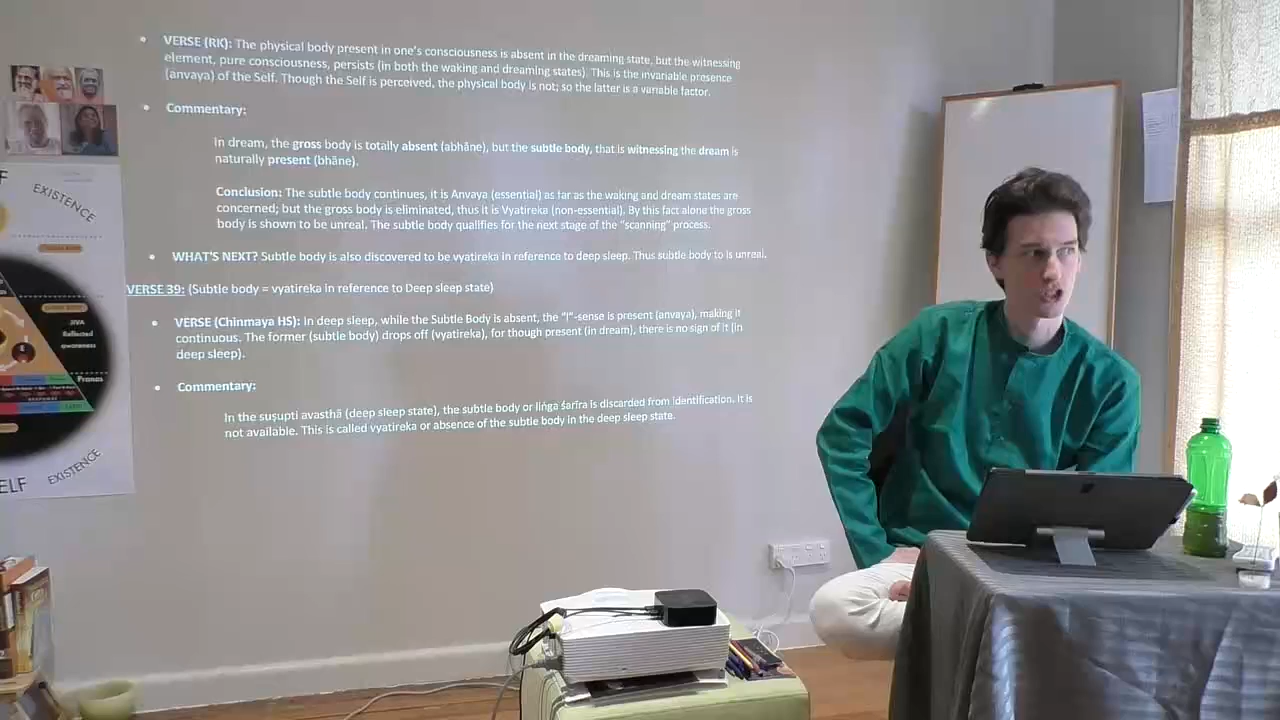 VERSE (RK): The physical body present in one's consciousness is absent in the dreaming state, but the witnessing
element, pure consciousness, persists (in both the waking and dreaming states). This is the invariable presence
(anvaya) of the Self. Though the Self is perceived, the physical body is not; so the latter is a variable factor.
Commentary:
In dream, the gross body is totally absent (abhāne), but the subtle body, that is witnessing the dream is
naturally present (bhāne).
Conclusion: The subtle body continues, it is Anvaya (essential) as far as the waking and dream states are
concerned; but the gross body is eliminated, thus it is Vyatireka (non-essential). By this fact alone the gross
body is shown to be unreal. The subtle body qualifies for the next stage of the "scanning" process.
WHAT'S NEXT? Subtle body is also discovered to be vyatireka in reference to deep sleep. Thus subtle body to is unreal.
VERSE 39: (Subtle body = vyatireka in reference to Deep sleep state)
VERSE (Chinmaya HS): In deep sleep, while the Subtle Body is absent, the "I"-sense is present (anvaya), making it
continuous. The former (subtle body) drops off (vyatireka), for though present (in dream), there is no sign of it (in
deep sleep).
Commentary:
In the suṣupti avasthā (deep sleep state), the subtle body or liṅga śarīra is discarded from identification. It is
not available. This is called vyatireka or absence of the subtle body in the deep sleep state.
F
EXISTENCE
JIVA
Reflected
awareness
Pranas
ELF
EXISTENCE